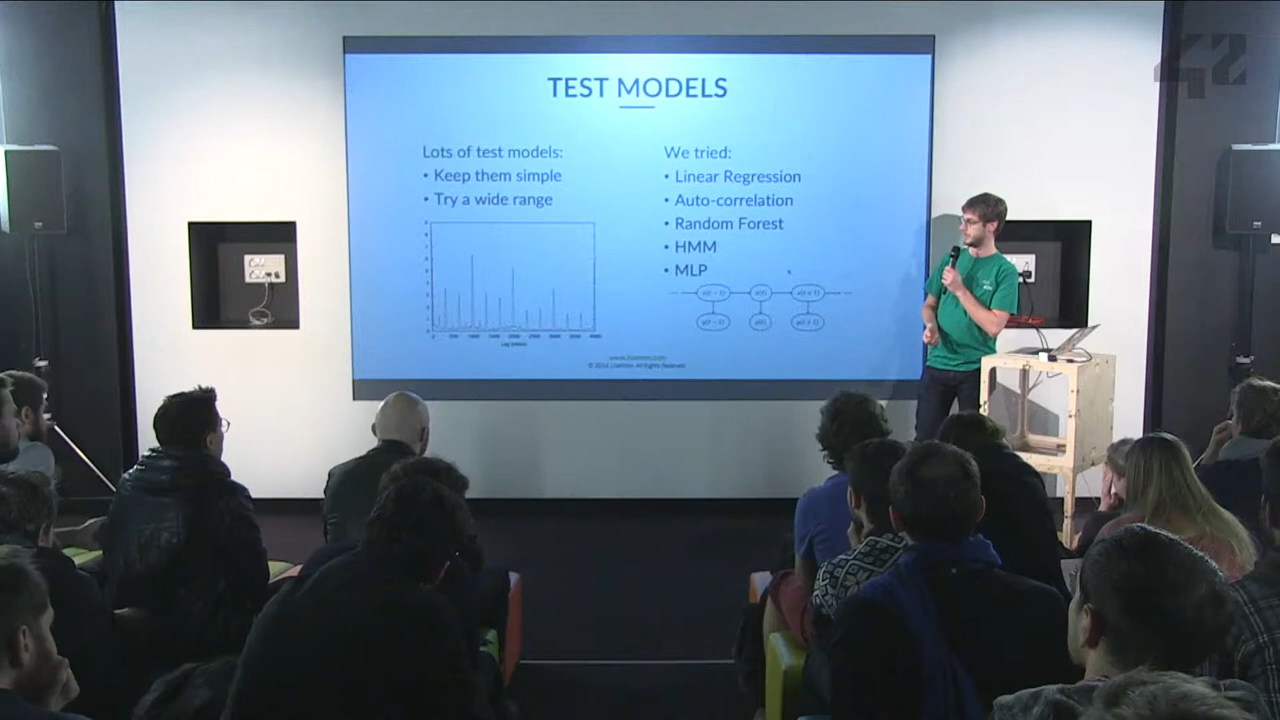 42
TEST MODELS
Lots of test models:
• Keep them simple
• Try a wide range
We tried:
• Linear Regression
• Auto-correlation
• Random Forest
• HMM
• MLP